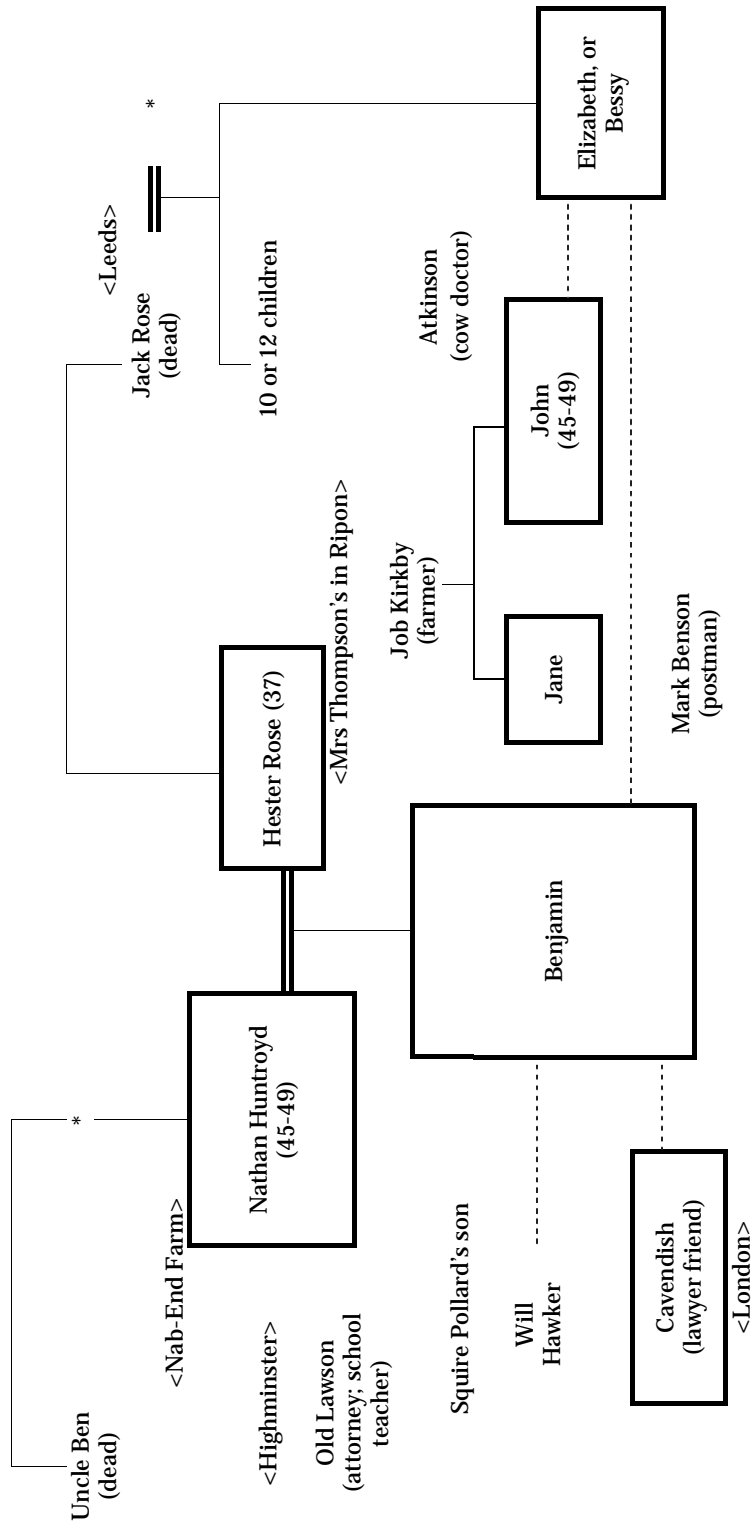 Uncle Ben
(dead)
*
<Nab-End Farm>
Nathan Huntroyd
(45-49)
Hester Rose (37)
<Mrs Thompson's in Ripon>
Jack Rose
(dead)
<Leeds>
*
10 or 12 children
<Highminster>
Old Lawson
(attorney; school
teacher)
Squire Pollard's son
Will
Hawker
Cavendish
(lawyer friend)
<London>
Benjamin
Mark Benson
(postman)
Job Kirkby
(farmer)
Jane
John
(45-49)
Atkinson
(cow doctor)
Elizabeth, or
Bessy